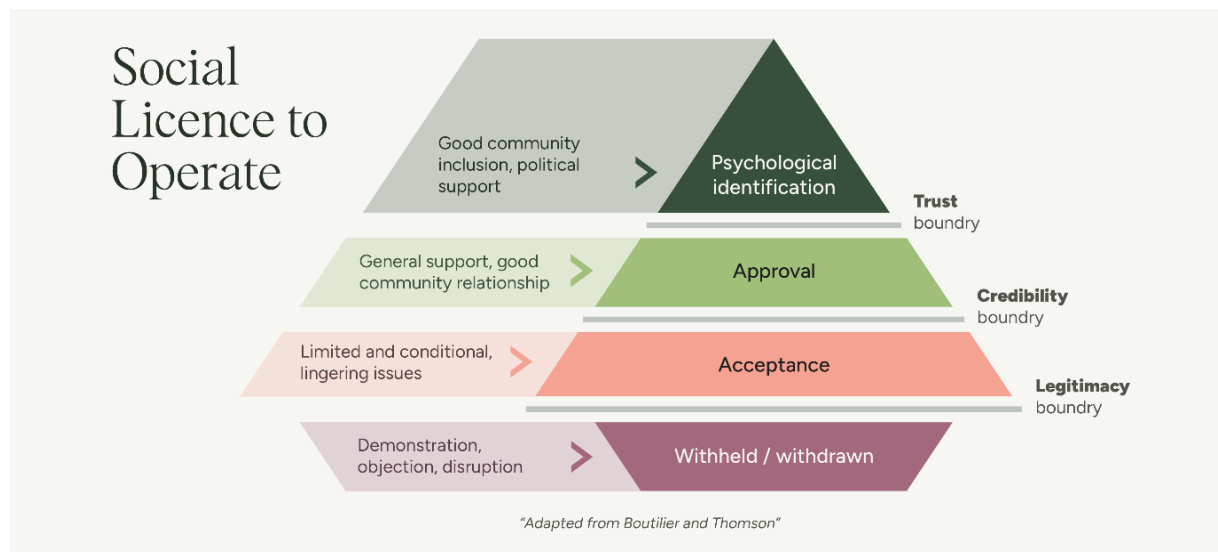 Social
Licence to
Operate
Good community
inclusion, political
support
Psychological
identification
Trust
boundry
General support, good
community relationship
Approval
Credibility
boundry
Limited and conditional,
lingering issues
Acceptance
Legitimacy
boundry
Demonstration,
objection, disruption
Withheld / withdrawn
"Adapted from Boutilier and Thomson"